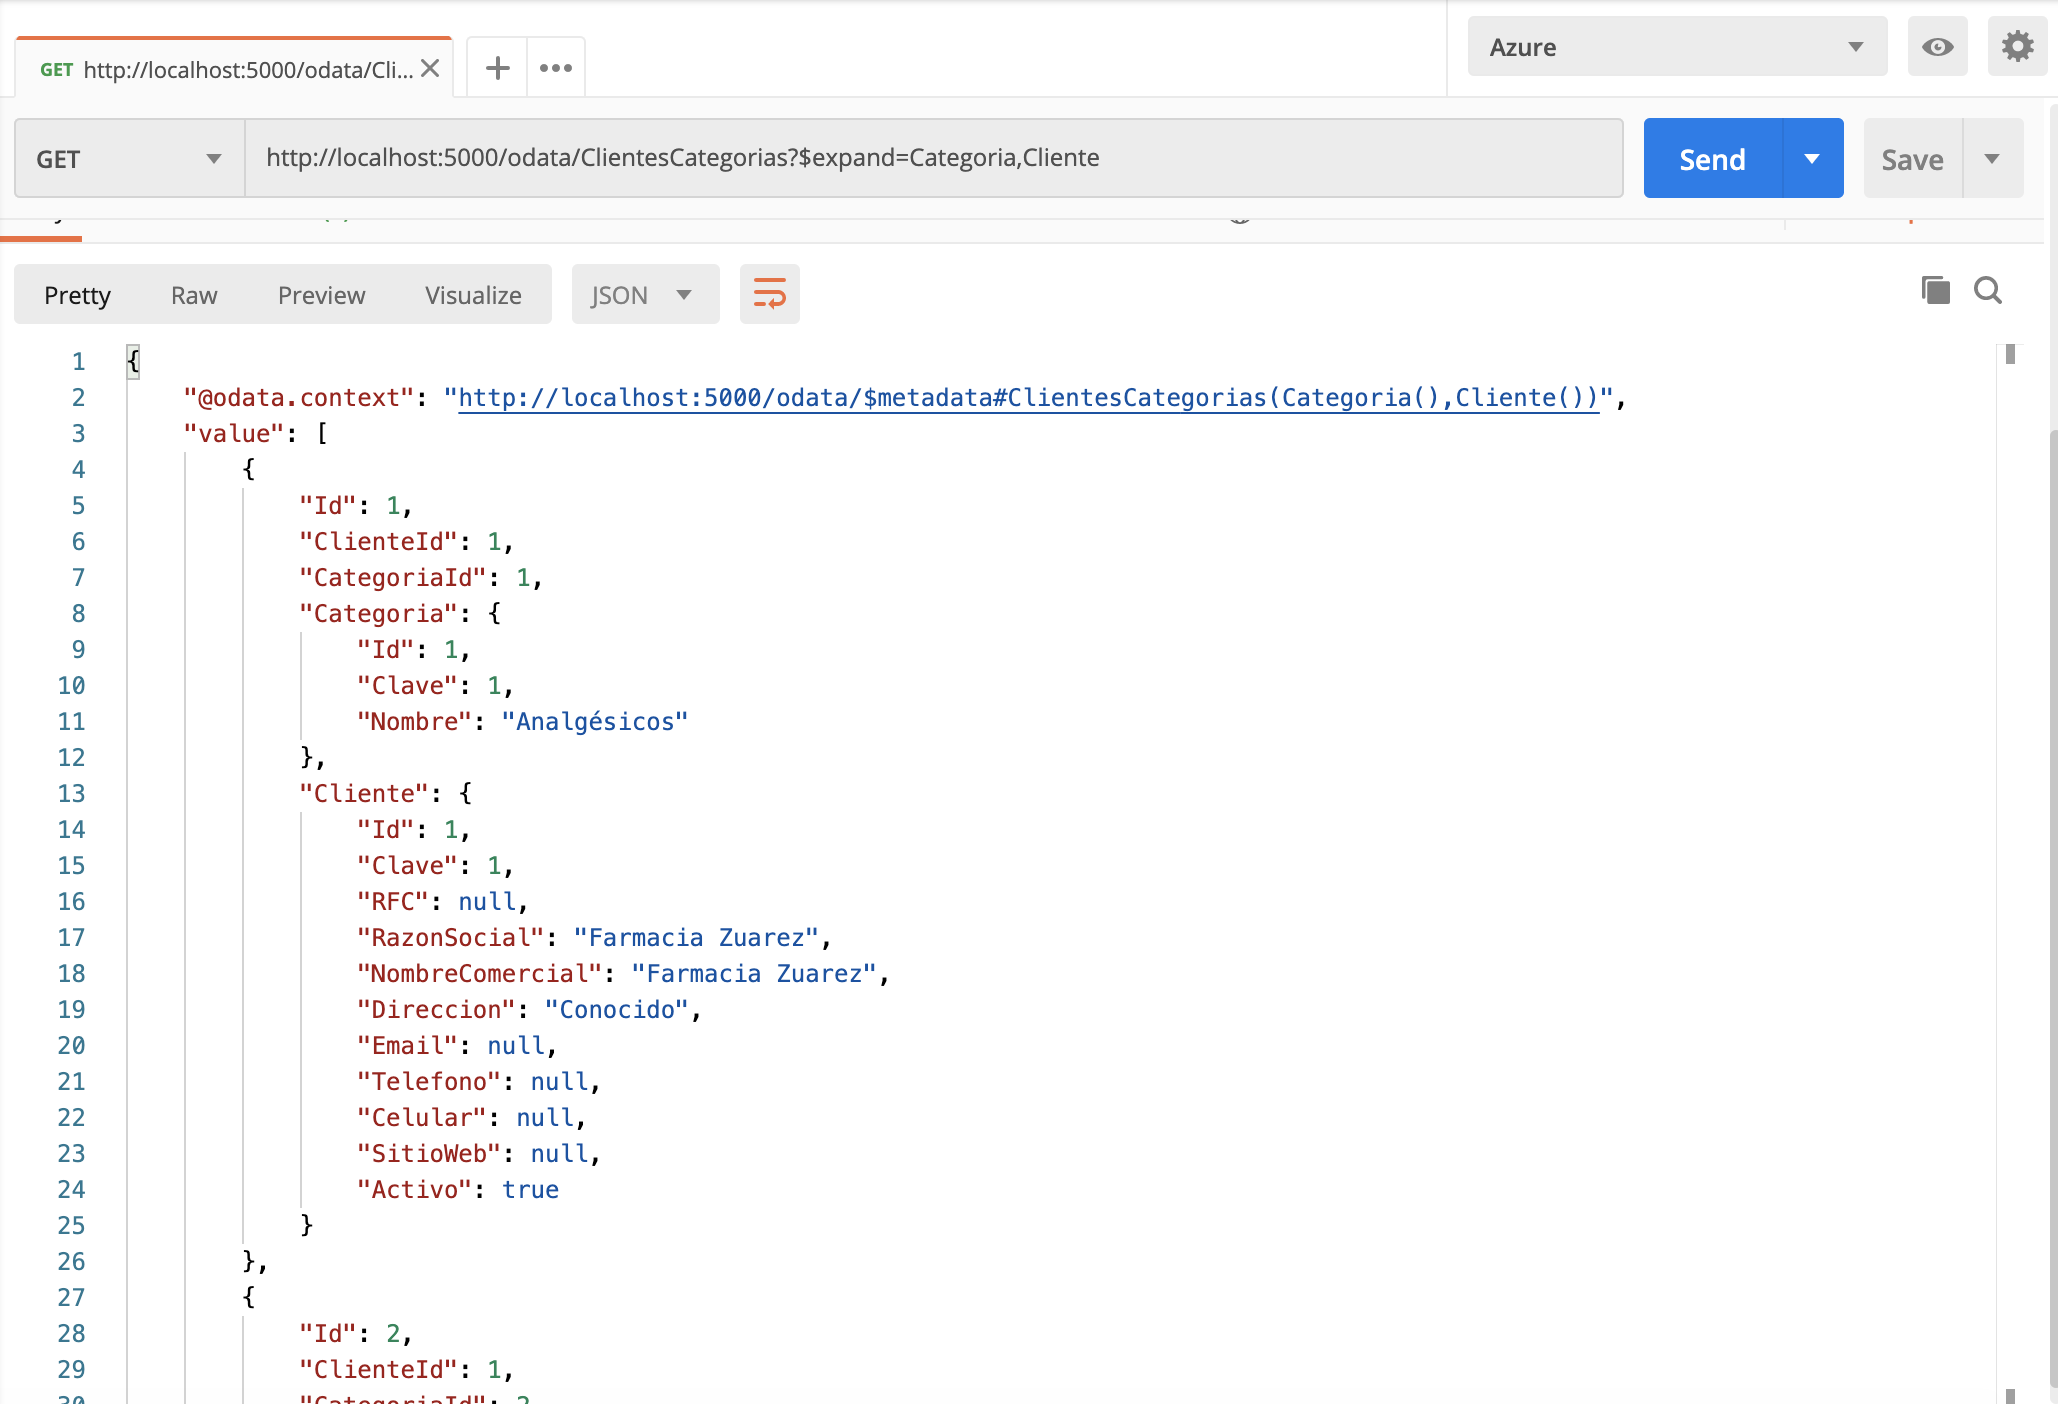 GET http://localhost:5000/odata/Cli...
Azure
GET http://localhost:5000/odata/ClientesCategorias?$expand=Categoria,Cliente
Send
Save
Pretty Raw Preview Visualize JSON
1 {
2 "@odata.context": "http://localhost:5000/odata/$metadata#ClientesCategorias(Categoria(),Cliente())",
3 "value": [
4 {
5 "Id": 1,
6 "ClienteId": 1,
7 "CategoriaId": 1,
8 "Categoria": {
9 "Id": 1,
10 "Clave": 1,
11 "Nombre": "Analgésicos"
12 },
13 "Cliente": {
14 "Id": 1,
15 "Clave": 1,
16 "RFC": null,
17 "RazonSocial": "Farmacia Zuarez",
18 "NombreComercial": "Farmacia Zuarez",
19 "Direccion": "Conocido",
20 "Email": null,
21 "Telefono": null,
22 "Celular": null,
23 "SitioWeb": null,
24 "Activo": true
25 }
26 },
27 {
28 "Id": 2,
29 "ClienteId": 1,
30 "CategoriaId": 2